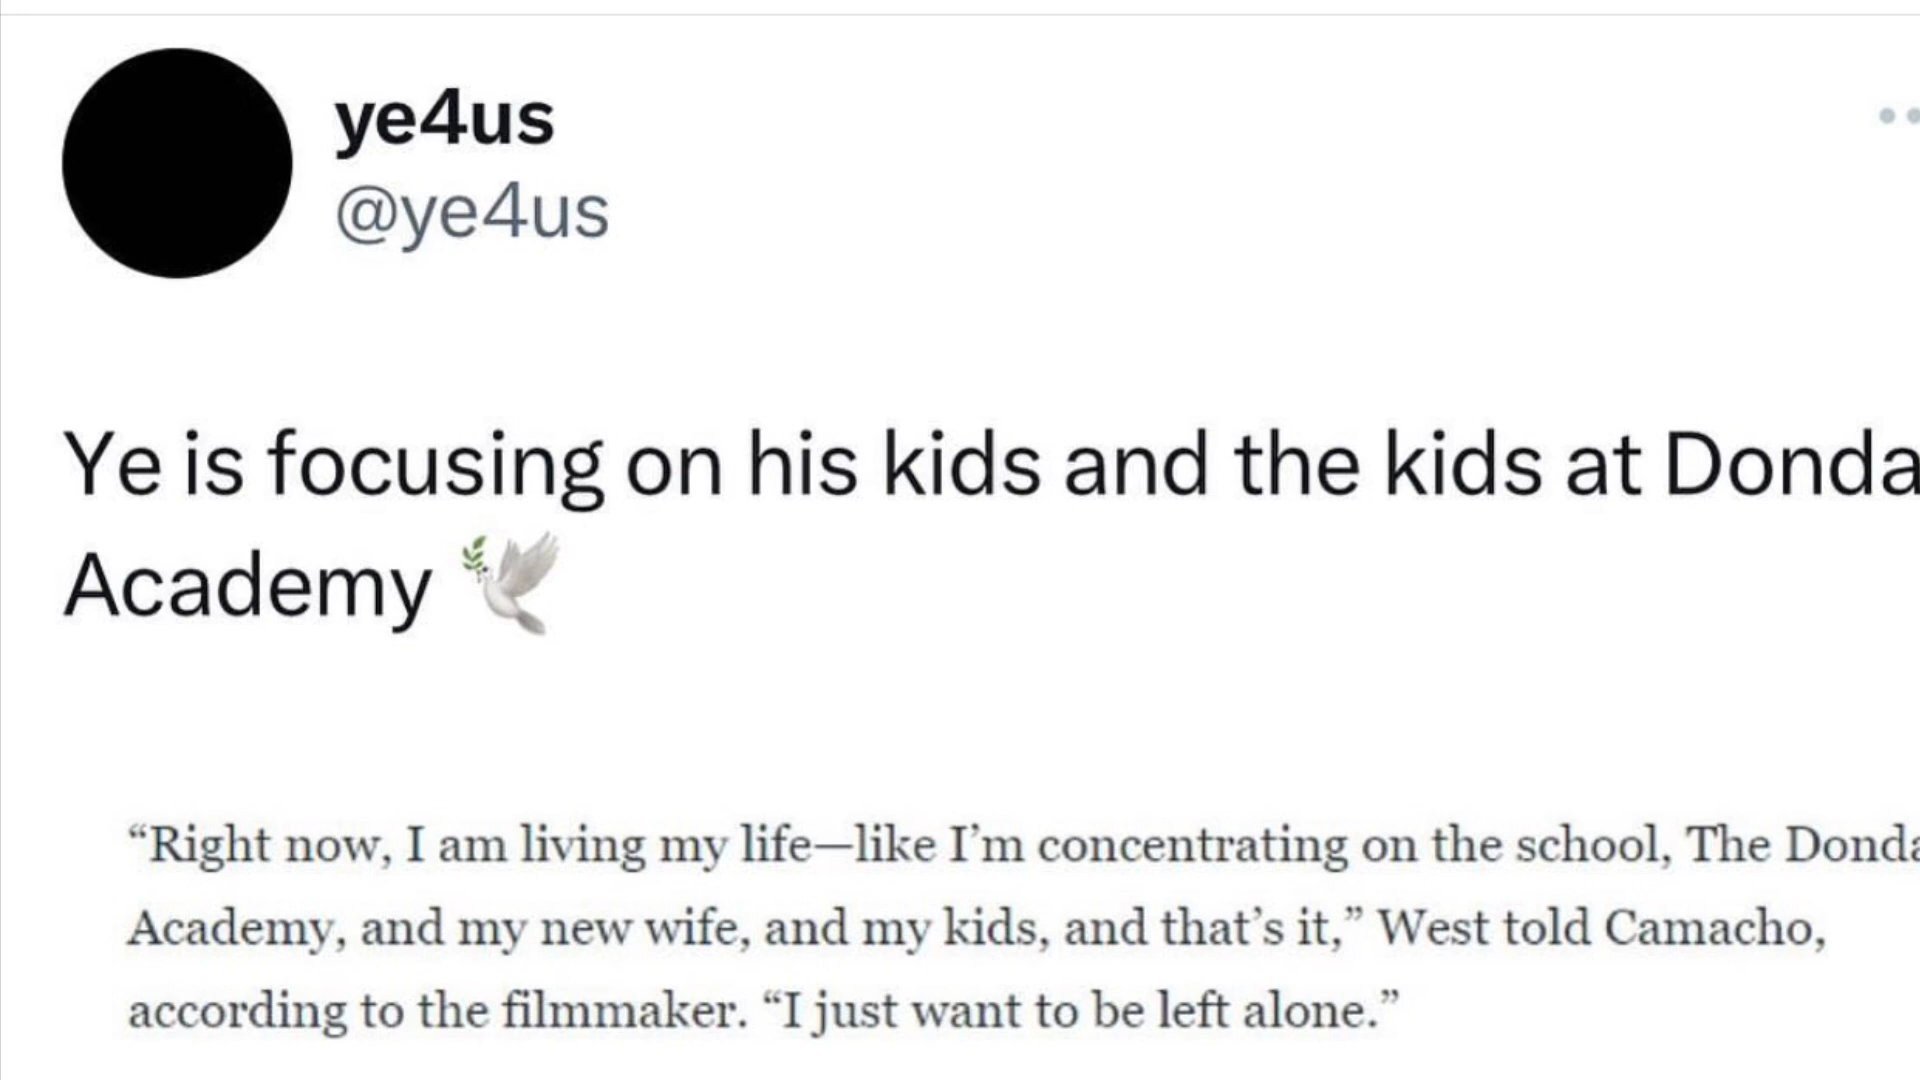 ye4us
@ye4us
Ye is focusing on his kids and the kids at Donda
Academy 🕊
“Right now, I am living my life—like I’m concentrating on the school, The Donda
Academy, and my new wife, and my kids, and that’s it,” West told Camacho,
according to the filmmaker. “I just want to be left alone.”